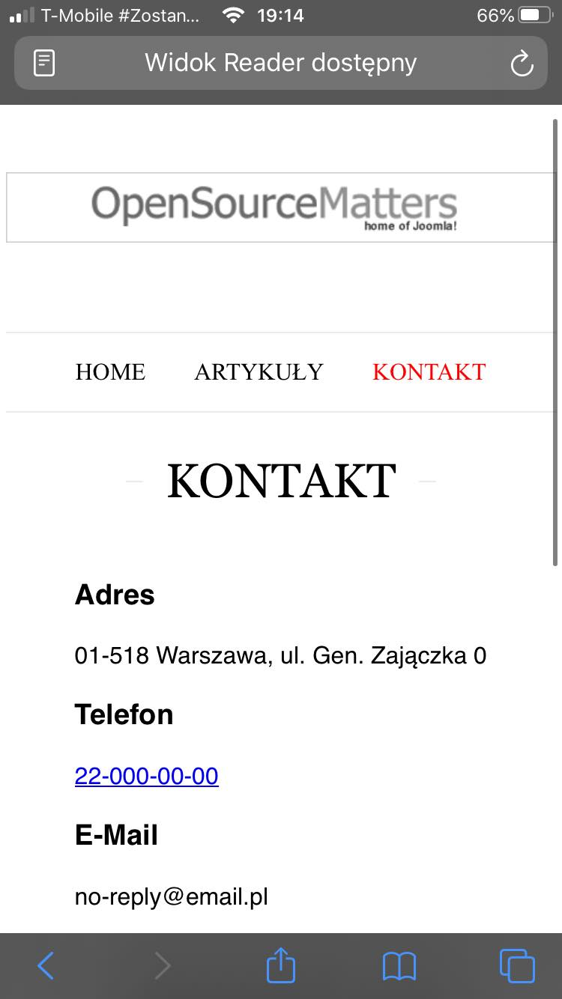 T-Mobile #Zostan... 19:14 66%
Widok Reader dostępny
OpenSourceMatters
home of Joomla!
HOME ARTYKUŁY KONTAKT
KONTAKT
Adres
01-518 Warszawa, ul. Gen. Zajączka 0
Telefon
22-000-00-00
E-Mail
no-reply@email.pl